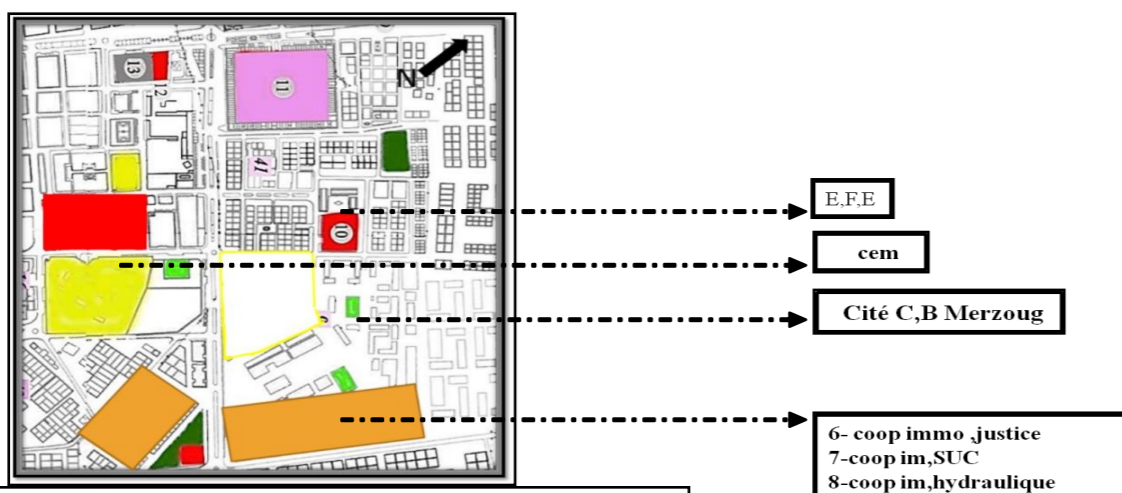 13
12
11
N
41
10
E,F,E
cem
Cité C,B Merzoug
6- coop immo ,justice
7-coop im,SUC
8-coop im,hydraulique